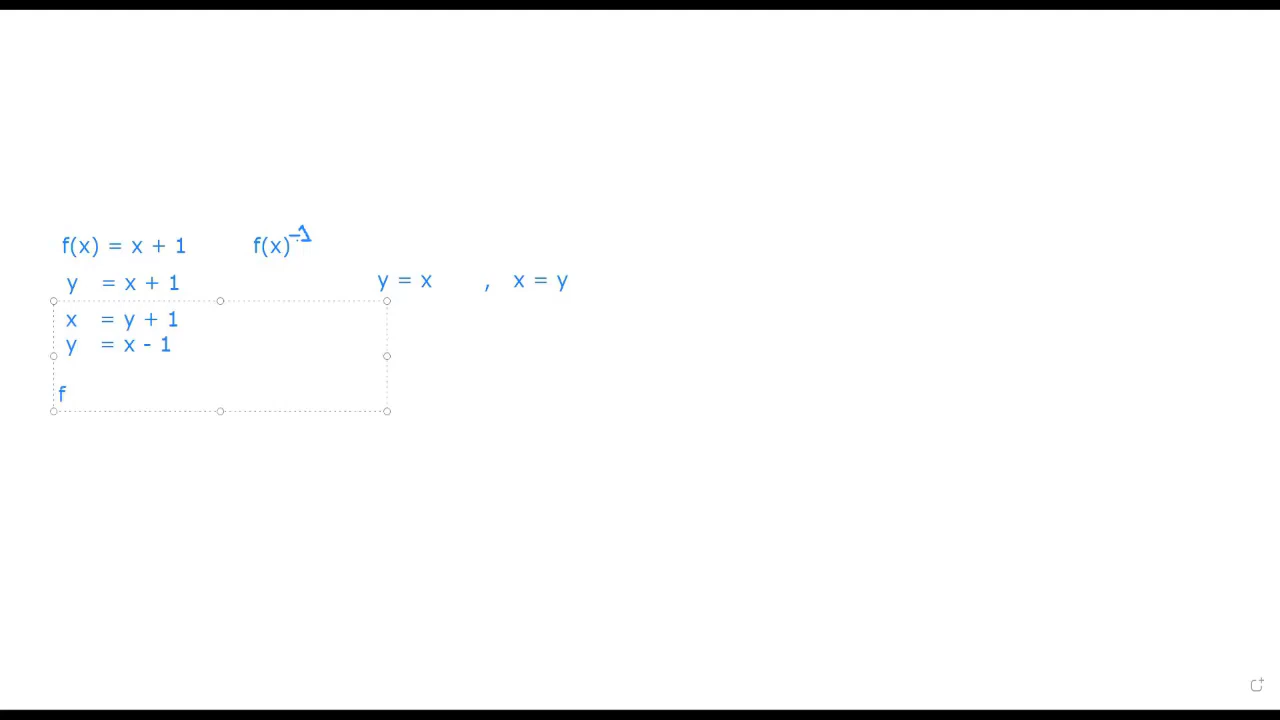 f(x) = x + 1 f(x)⁻¹
y = x + 1 y = x , x = y
x = y + 1
y = x - 1
f